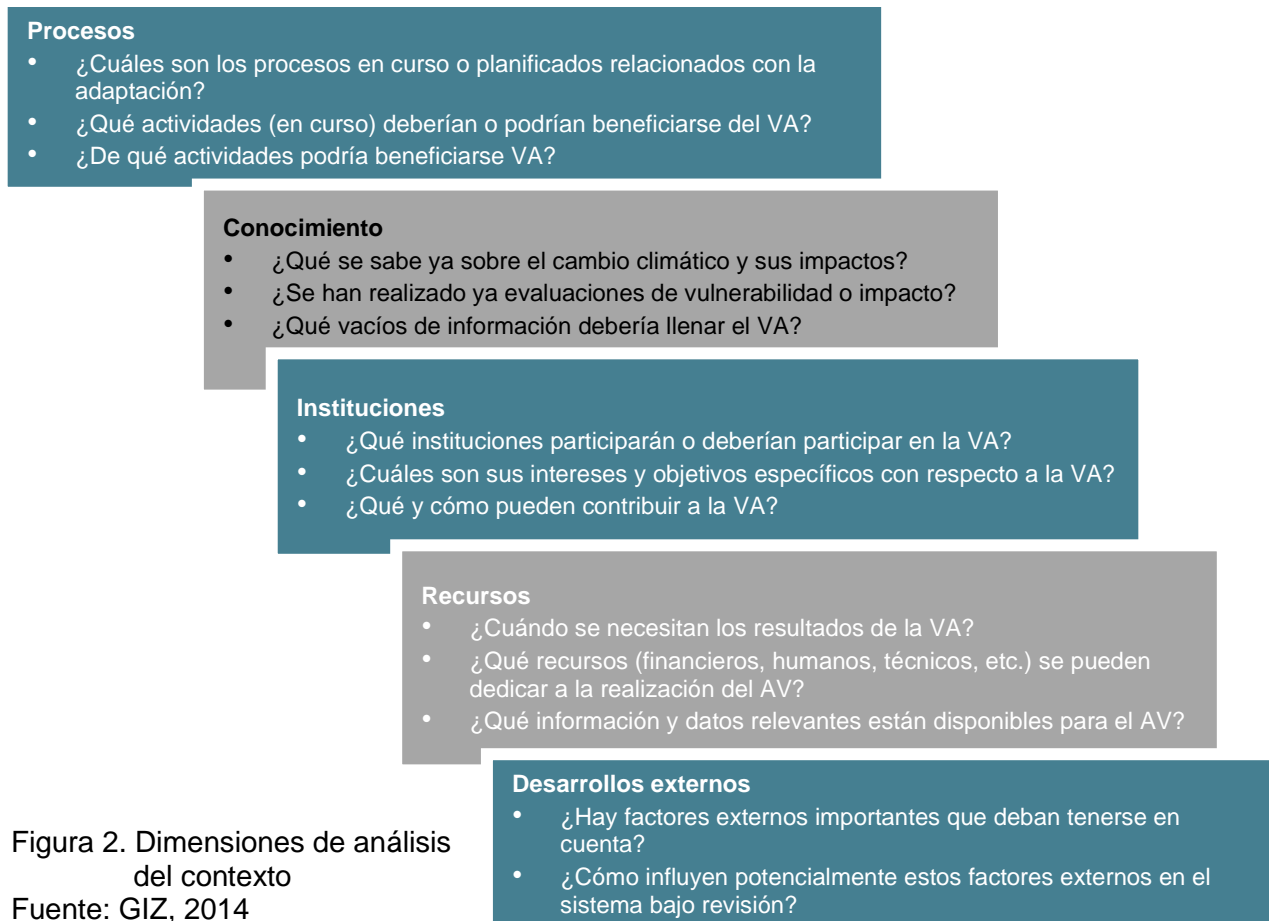 Procesos
• ¿Cuáles son los procesos en curso o planificados relacionados con la
adaptación?
• ¿Qué actividades (en curso) deberían o podrían beneficiarse del VA?
• ¿De qué actividades podría beneficiarse VA?
Conocimiento
• ¿Qué se sabe ya sobre el cambio climático y sus impactos?
• ¿Se han realizado ya evaluaciones de vulnerabilidad o impacto?
• ¿Qué vacíos de información debería llenar el VA?
Instituciones
• ¿Qué instituciones participarán o deberían participar en la VA?
• ¿Cuáles son sus intereses y objetivos específicos con respecto a la VA?
• ¿Qué y cómo pueden contribuir a la VA?
Recursos
• ¿Cuándo se necesitan los resultados de la VA?
• ¿Qué recursos (financieros, humanos, técnicos, etc.) se pueden
dedicar a la realización del AV?
• ¿Qué información y datos relevantes están disponibles para el AV?
Desarrollos externos
• ¿Hay factores externos importantes que deban tenerse en
cuenta?
• ¿Cómo influyen potencialmente estos factores externos en el
sistema bajo revisión?
Figura 2. Dimensiones de análisis
del contexto
Fuente: GIZ, 2014